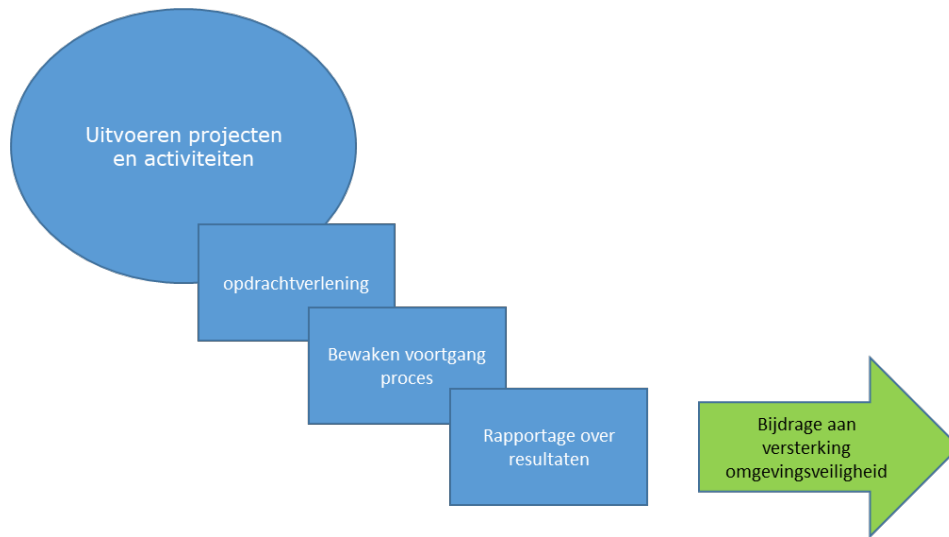 Uitvoeren projecten
en activiteiten
opdrachtverlening
Bewaken voortgang
proces
Rapportage over
resultaten
Bijdrage aan
versterking
omgevingsveiligheid